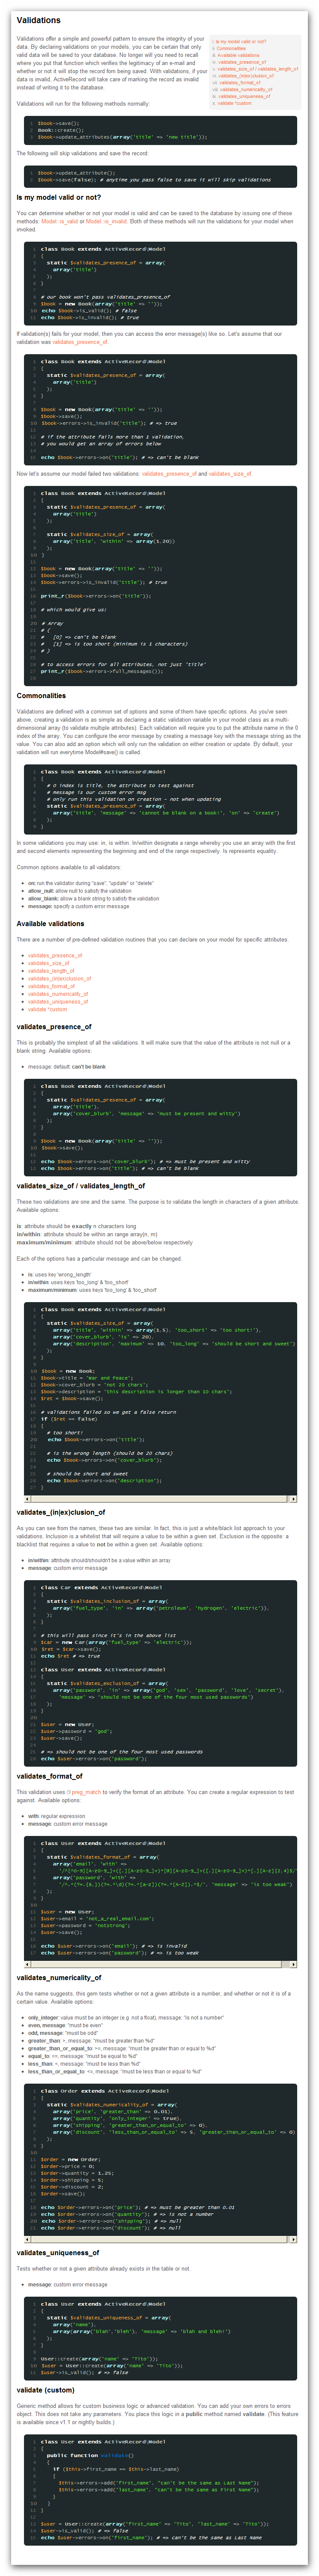 Validations
Validations offer a simple and powerful pattern to ensure the integrity of your
data. By declaring validations on your models, you can be certain that only
valid data will be saved to your database. No longer will you need to recall
where you put that function which verifies the legitimacy of an e-mail and
whether or not it will stop the record fom being saved. With validations, if your
data is invalid, ActiveRecord will take care of marking the record as invalid
instead of writing it to the database.
i. Is my model valid or not?
ii. Commonalities
iii. Available validations
iv. validates_presence_of
v. validates_size_of / validates_length_of
vi. validates_(in|ex)clusion_of
vii. validates_format_of
viii. validates_numericality_of
ix. validates_uniqueness_of
x. validate *custom
Validations will run for the following methods normally:
1 $book->save();
2 Book::create();
3 $book->update_attributes(array('title' => 'new title'));
The following will skip validations and save the record:
1 $book->update_attribute();
2 $book->save(false); # anytime you pass false to save it will skip validations
Is my model valid or not?
You can determine whether or not your model is valid and can be saved to the database by issuing one of these
methods: Model::is_valid or Model::is_invalid. Both of these methods will run the validations for your model when
invoked.
1 class Book extends ActiveRecord\Model
2 {
3 static $validates_presence_of = array(
4 array('title')
5 );
6 }
7
8 # our book won't pass validates_presence_of
9 $book = new Book(array('title' => ''));
10 echo $book->is_valid(); # false
11 echo $book->is_invalid(); # true
If validation(s) fails for your model, then you can access the error message(s) like so. Let's assume that our
validation was validates_presence_of.
1 class Book extends ActiveRecord\Model
2 {
3 static $validates_presence_of = array(
4 array('title')
5 );
6 }
7
8 $book = new Book(array('title' => ''));
9 $book->save();
10 $book->errors->is_invalid('title'); # => true
11
12 # if the attribute fails more than 1 validation,
13 # you would get an array of errors below
14
15 echo $book->errors->on('title'); # => can't be blank
Now let's assume our model failed two validations: validates_presence_of and validates_size_of.
1 class Book extends ActiveRecord\Model
2 {
3 static $validates_presence_of = array(
4 array('title')
5 );
6
7 static $validates_size_of = array(
8 array('title', 'within' => array(1,20))
9 );
10 }
11
12 $book = new Book(array('title' => ''));
13 $book->save();
14 $book->errors->is_invalid('title'); # true
15
16 print_r($book->errors->on('title'));
17
18 # which would give us:
19
20 # Array
21 # (
22 # [0] => can't be blank
23 # [1] => is too short (minimum is 1 characters)
24 # )
25
26 # to access errors for all attributes, not just 'title'
27 print_r($book->errors->full_messages());
28
Commonalities
Validations are defined with a common set of options and some of them have specific options. As you've seen
above, creating a validation is as simple as declaring a static validation variable in your model class as a multi-
dimensional array (to validate multiple attributes). Each validation will require you to put the attribute name in the 0
index of the array. You can configure the error message by creating a message key with the message string as the
value. You can also add an option which will only run the validation on either creation or update. By default, your
validation will run everytime Model#save() is called.
1 class Book extends ActiveRecord\Model
2 {
3 # 0 index is title, the attribute to test against
4 # message is our custom error msg
5 # only run this validation on creation - not when updating
6 static $validates_presence_of = array(
7 array('title', 'message' => 'cannot be blank on a book!', 'on' => 'create')
8 );
9 }
In some validations you may use: in, is within. In/within designate a range whereby you use an array with the first
and second elements representing the beginning and end of the range respectively. Is represents equality.
Common options available to all validators:
on: run the validator during "save", "update" or "delete"
allow_null: allow null to satisfy the validation
allow_blank: allow a blank string to satisfy the validation
message: specify a custom error message
Available validations
There are a number of pre-defined validation routines that you can declare on your model for specific attributes.
validates_presence_of
validates_size_of
validates_length_of
validates_(in|ex)clusion_of
validates_format_of
validates_numericality_of
validates_uniqueness_of
validate *custom
validates_presence_of
This is probably the simplest of all the validations. It will make sure that the value of the attribute is not null or a
blank string. Available options:
message: default: can't be blank
1 class Book extends ActiveRecord\Model
2 {
3 static $validates_presence_of = array(
4 array('title'),
5 array('cover_blurb', 'message' => 'must be present and witty')
6 );
7 }
8
9 $book = new Book(array('title' => ''));
10 $book->save();
11
12 echo $book->errors->on('cover_blurb'); # => must be present and witty
13 echo $book->errors->on('title'); # => can't be blank
validates_size_of / validates_length_of
These two validations are one and the same. The purpose is to validate the length in characters of a given attribute.
Available options:
is: attribute should be exactly n characters long
in/within: attribute should be within an range array(n, m)
maximum/minimum: attribute should not be above/below respectively
Each of the options has a particular message and can be changed.
is: uses key 'wrong_length'
in/within: uses keys 'too_long' & 'too_short'
maximum/minimum: uses keys 'too_long' & 'too_short'
1 class Book extends ActiveRecord\Model
2 {
3 static $validates_size_of = array(
4 array('title', 'within' => array(1,5), 'too_short' => 'too short!'),
5 array('cover_blurb', 'is' => 20),
6 array('description', 'maximum' => 10, 'too_long' => 'should be short and sweet')
7 );
8 }
9
10 $book = new Book;
11 $book->title = 'War and Peace';
12 $book->cover_blurb = 'not 20 chars';
13 $book->description = 'this description is longer than 10 chars';
14 $ret = $book->save();
15
16 # validations failed so we get a false return
17 if ($ret == false)
18 {
19 # too short!
20 echo $book->errors->on('title');
21
22 # is the wrong length (should be 20 chars)
23 echo $book->errors->on('cover_blurb');
24
25 # should be short and sweet
26 echo $book->errors->on('description');
27 }
validates_(in|ex)clusion_of
As you can see from the names, these two are similar. In fact, this is just a white/black list approach to your
validations. Inclusion is a whitelist that will require a value to be within a given set. Exclusion is the opposite: a
blacklist that requires a value to not be within a given set. Available options:
in/within: attribute should/shouldn't be a value within an array
message: custom error message
1 class Car extends ActiveRecord\Model
2 {
3 static $validates_inclusion_of = array(
4 array('fuel_type', 'in' => array('petroleum', 'hydrogen', 'electric')),
5 );
6 }
7
8 # this will pass since it's in the above list
9 $car = new Car(array('fuel_type' => 'electric'));
10 $ret = $car->save();
11 echo $ret # => true
12
13 class User extends ActiveRecord\Model
14 {
15 static $validates_exclusion_of = array(
16 array('password', 'in' => array('god', 'sex', 'password', 'love', 'secret'),
17 'message' => 'should not be one of the four most used passwords')
18 );
19 }
20
21 $user = new User;
22 $user->password = 'god';
23 $user->save();
24
25 # => should not be one of the four most used passwords
26 echo $user->errors->on('password');
validates_format_of
This validation uses preg_match to verify the format of an attribute. You can create a regular expression to test
against. Available options:
with: regular expression
message: custom error message
1 class User extends ActiveRecord\Model
2 {
3 static $validates_format_of = array(
4 array('email', 'with' =>
6 array('password', 'with' =>
'message' => 'is too weak')
8 );
9 }
10
11 $user = new User;
12 $user->email = 'not_a_real_email.com';
13 $user->password = 'notstrong';
14 $user->save();
15
16 echo $user->errors->on('email'); # => is invalid
17 echo $user->errors->on('password'); # => is too weak
validates_numericality_of
As the name suggests, this gem tests whether or not a given attribute is a number, and whether or not it is of a
certain value. Available options:
only_integer: value must be an integer (e.g. not a float), message: "is not a number"
even, message: "must be even"
odd, message: "must be odd"
greater_than: >, message: "must be greater than %d"
greater_than_or_equal_to: >=, message: "must be greater than or equal to %d"
equal_to: ==, message: "must be equal to %d"
less_than: <, message: "must be less than %d"
less_than_or_equal_to: <=, message: "must be less than or equal to %d"
1 class Order extends ActiveRecord\Model
2 {
3 static $validates_numericality_of = array(
4 array('price', 'greater_than' => 0.01),
5 array('quantity', 'only_integer' => true),
6 array('shipping', 'greater_than_or_equal_to' => 0),
7 array('discount', 'less_than_or_equal_to' => 5, 'greater_than_or_equal_to' => 0)
8 );
9 }
10
11 $order = new Order;
12 $order->price = 0;
13 $order->quantity = 1.25;
14 $order->shipping = 5;
15 $order->discount = 2;
16 $order->save();
17
18 echo $order->errors->on('price'); # => must be greater than 0.01
19 echo $order->errors->on('quantity'); # => is not a number
20 echo $order->errors->on('shipping'); # => null
21 echo $order->errors->on('discount'); # => null
validates_uniqueness_of
Tests whether or not a given attribute already exists in the table or not.
message: custom error message
1 class User extends ActiveRecord\Model
2 {
3 static $validates_uniqueness_of = array(
4 array('name'),
5 array(array('blah','bleh'), 'message' => 'blah and bleh!')
6 );
7 }
8
9 User::create(array('name' => 'Tito'));
10 $user = User::create(array('name' => 'Tito'));
11 $user->is_valid(); # => false
validate (custom)
Generic method allows for custom business logic or advanced validation. You can add your own errors to errors
object. This does not take any parameters. You place this logic in a public method named validate. (This feature
is available since v1.1 or nightly builds.)
1 class User extends ActiveRecord\Model
2 {
3 public function validate()
4 {
5 if ($this->first_name == $this->last_name)
6 {
7 $this->errors->add('first_name', "can't be the same as Last Name");
8 $this->errors->add('last_name', "can't be the same as First Name");
9 }
10 }
11 }
12
13 $user = User::create(array('first_name' => 'Tito', 'last_name' => 'Tito'));
14 $user->is_valid(); # => false
15 echo $user->errors->on('first_name'); # => can't be the same as Last Name